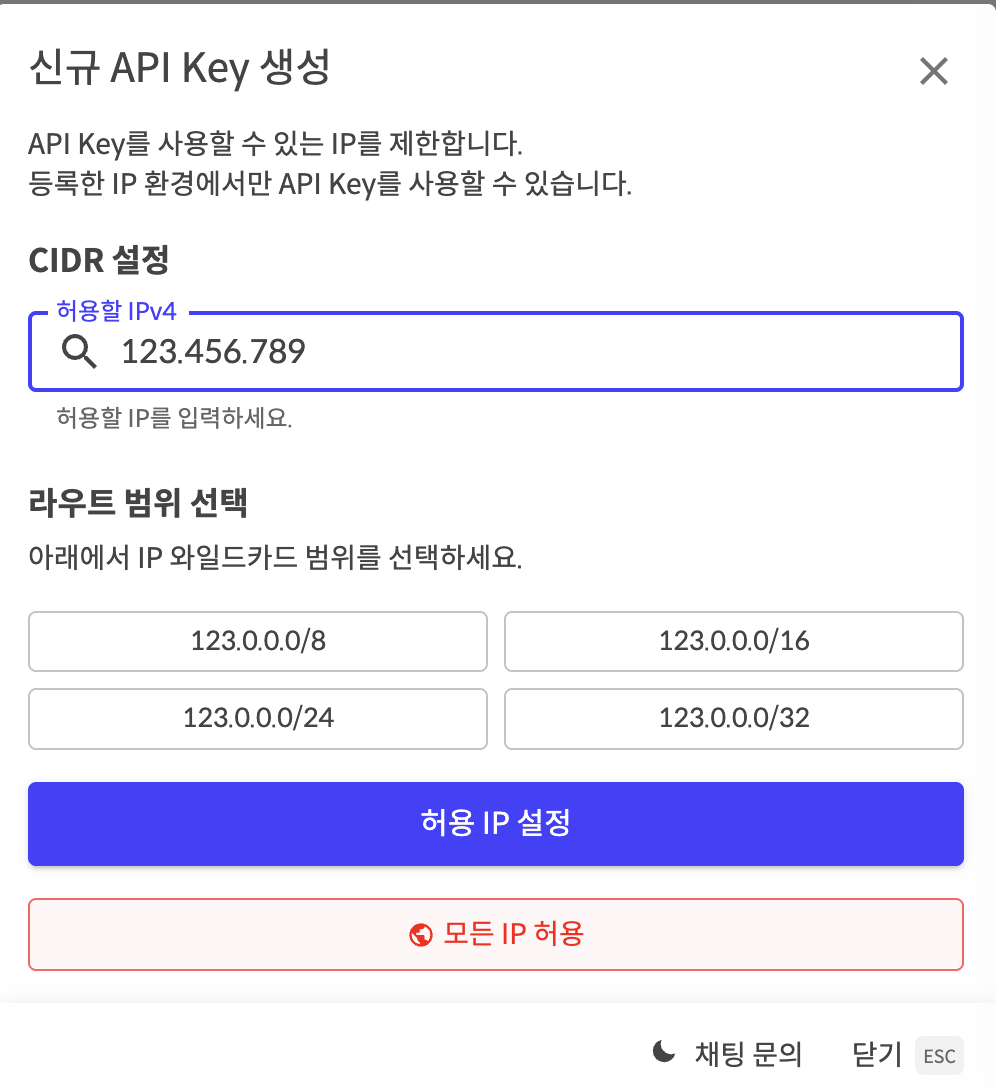 신규 API Key 생성
API Key를 사용할 수 있는 IP를 제한합니다.
등록한 IP 환경에서만 API Key를 사용할 수 있습니다.
CIDR 설정
허용할 IPv4
123.456.789
허용할 IP를 입력하세요.
라우트 범위 선택
아래에서 IP 와일드카드 범위를 선택하세요.
123.0.0.0/8
123.0.0.0/16
123.0.0.0/24
123.0.0.0/32
허용 IP 설정
모든 IP 허용
채팅 문의
닫기 ESC